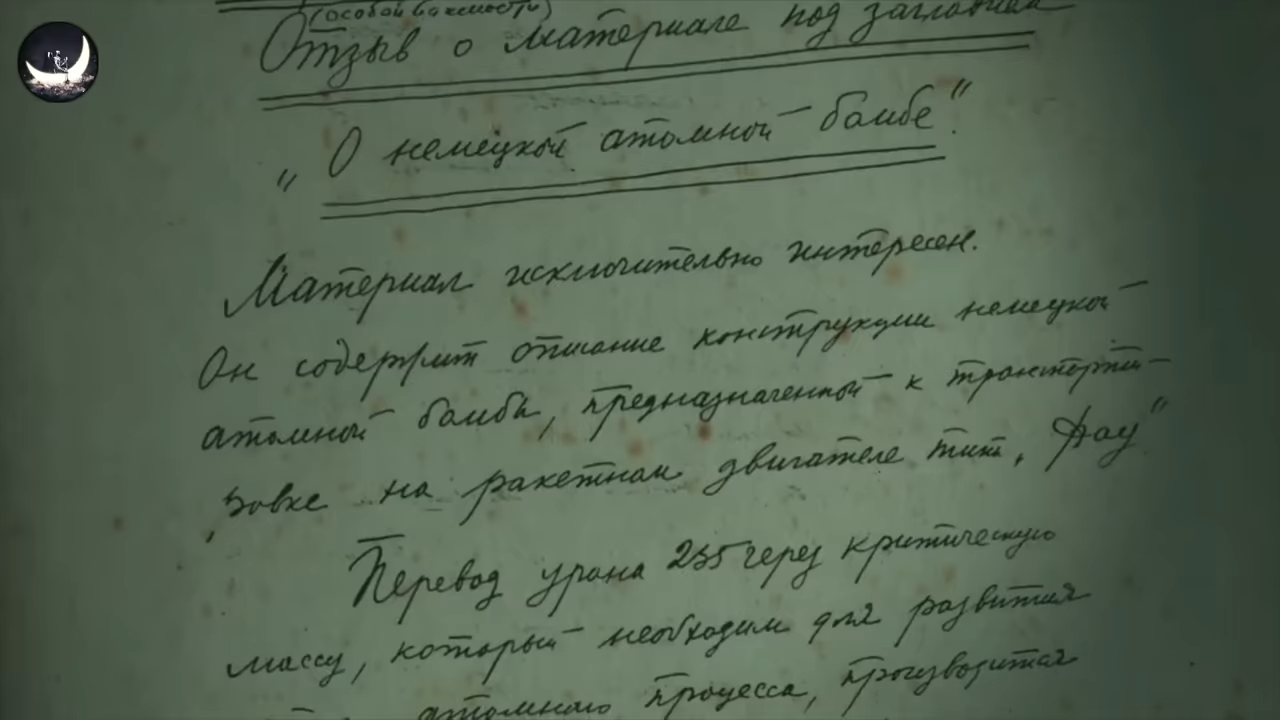 (особой важности)
Отзыв о материале под заглавием
"О немецкой атомной бомбе".
Материал исключительно интересен.
Он содержит описание конструкции немецкой
атомной бомбы, предназначенной к транспорти-
ровке на ракетном двигателе типа "Фау"
Перевод урана 235 через критическую
массу, который необходим для развития
атомного процесса, производится